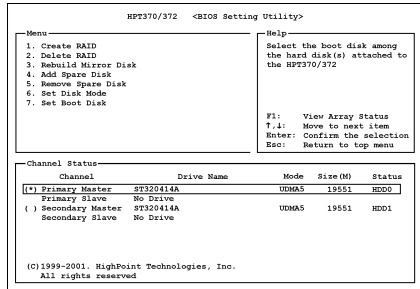 HPT370/372 <BIOS Setting Utility>
Menu
1. Create RAID
2. Delete RAID
3. Rebuild Mirror Disk
4. Add Spare Disk
5. Remove Spare Disk
6. Set Disk Mode
7. Set Boot Disk
Help
Select the boot disk among
the hard disk(s) attached to
the HPT370/372
F1: View Array Status
↑,↓: Move to next item
Enter: Confirm the selection
Esc: Return to top menu
Channel Status
Channel Drive Name Mode Size(M) Status
(*) Primary Master ST320414A UDMA5 19551 HDD0
Primary Slave No Drive
( ) Secondary Master ST320414A UDMA5 19551 HDD1
Secondary Slave No Drive
(C)1999-2001. HighPoint Technologies, Inc.
All rights reserved